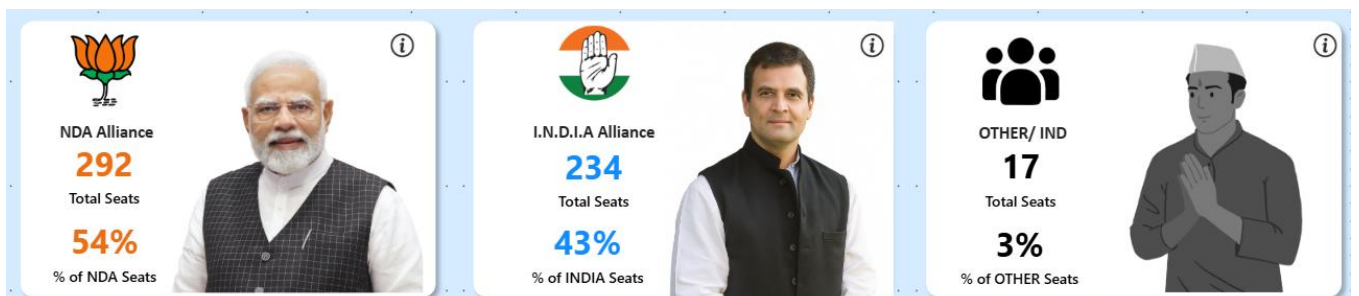 NDA Alliance
292
Total Seats
54%
% of NDA Seats
I.N.D.I.A Alliance
234
Total Seats
43%
% of INDIA Seats
OTHER/ IND
17
Total Seats
3%
% of OTHER Seats